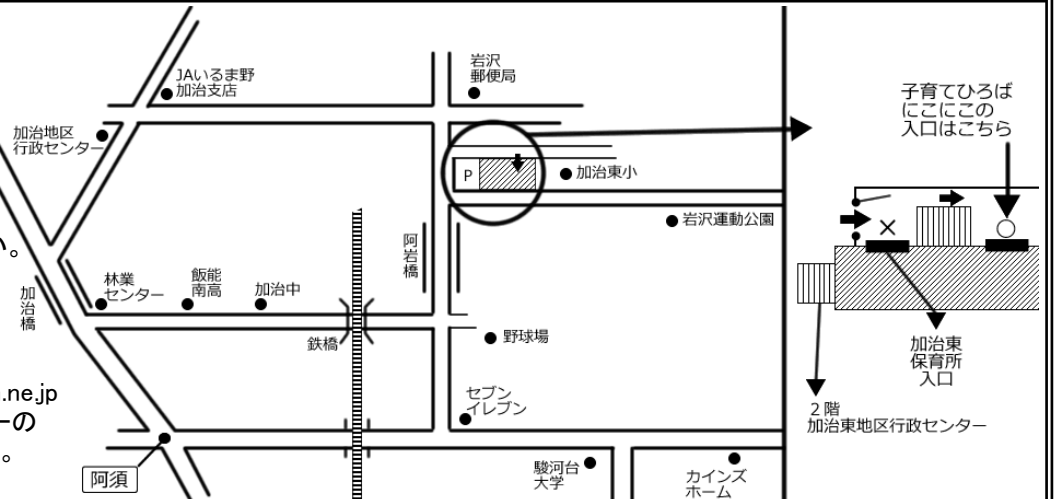 JAいるま野
加治支店
岩沢
郵便局
加治地区
行政センター
P
加治東小
岩沢運動公園
い。
加治橋
林業
センター
飯能
南高
加治中
阿岩橋
鉄橋
野球場
セブン
イレブン
.ne.jp
ーの
。
阿須
駿河台
大学
カインズ
ホーム
子育てひろば
にこにこの
入口はこちら
加治東
保育所
入口
２階
加治東地区行政センター